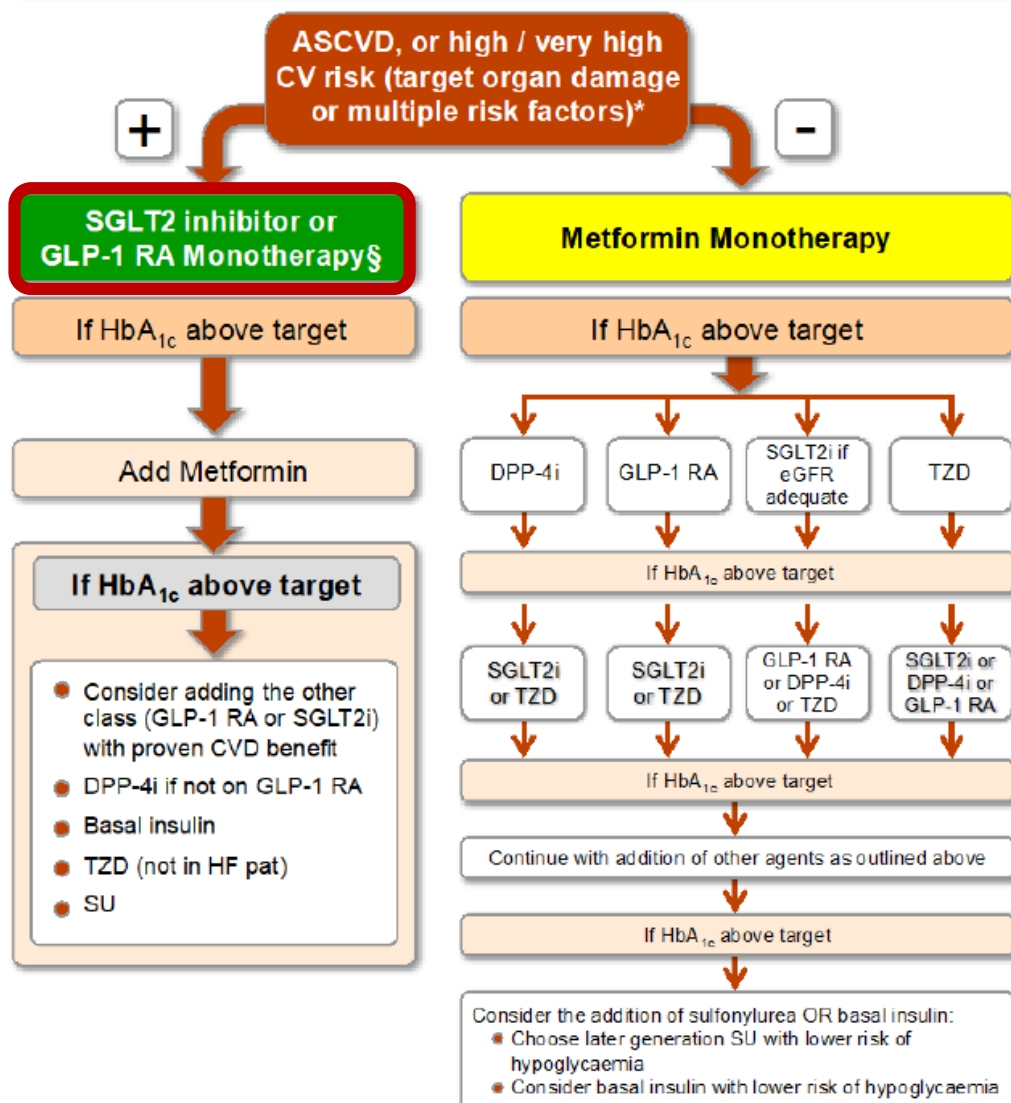 ASCVD, or high / very high
CV risk (target organ damage
or multiple risk factors)*
+
-
SGLT2 inhibitor or
GLP-1 RA Monotherapy§
If HbA1c above target
Add Metformin
If HbA1c above target
Consider adding the other
class (GLP-1 RA or SGLT2i)
with proven CVD benefit
DPP-4i if not on GLP-1 RA
Basal insulin
TZD (not in HF pat)
SU
Metformin Monotherapy
If HbA1c above target
DPP-4i
GLP-1 RA
SGLT2i if
eGFR
adequate
TZD
If HbA1c above target
SGLT2i
or TZD
SGLT2i
or TZD
GLP-1 RA
or DPP-4i
or TZD
SGLT2i or
DPP-4i or
GLP-1 RA
If HbA1c above target
Continue with addition of other agents as outlined above
If HbA1c above target
Consider the addition of sulfonylurea OR basal insulin:
Choose later generation SU with lower risk of
hypoglycaemia
Consider basal insulin with lower risk of hypoglycaemia